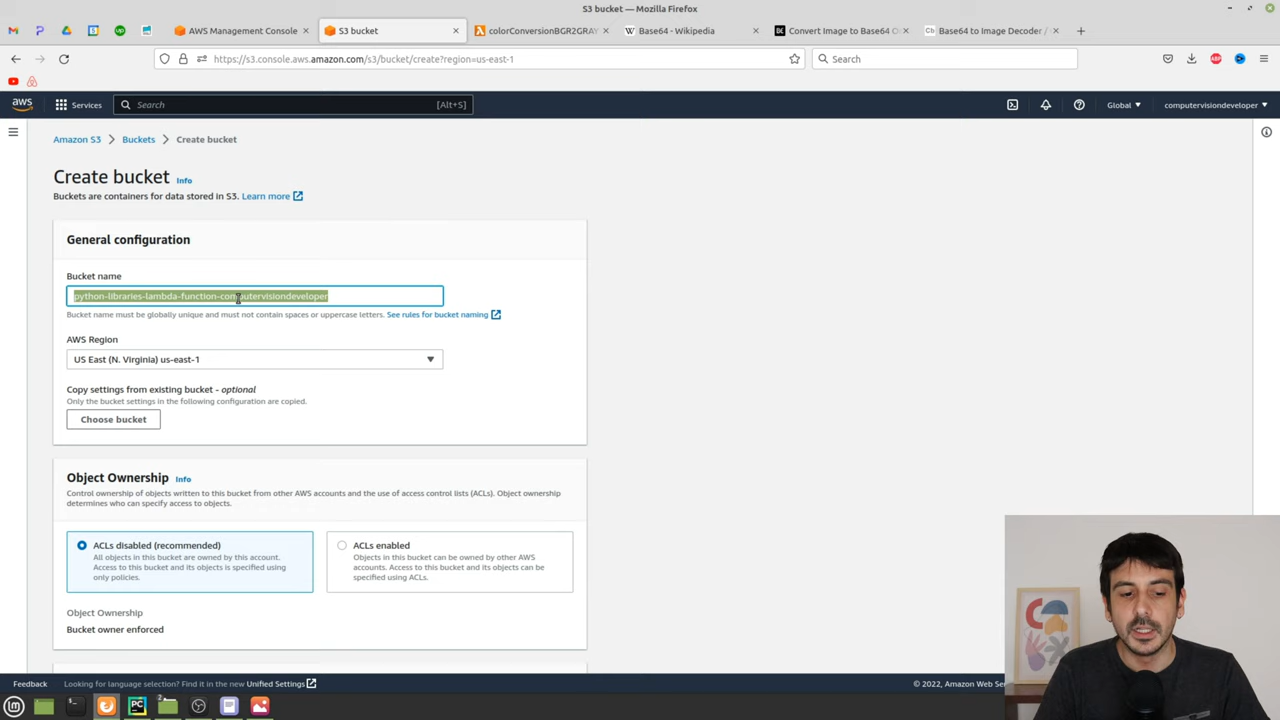 S3 bucket — Mozilla Firefox
AWS Management Console
S3 bucket
colorConversionBGR2GRAY
Base64 - Wikipedia
Convert Image to Base64 O
Base64 to Image Decoder /
https://s3.console.aws.amazon.com/s3/bucket/create?region=us-east-1
Search
aws
Services
Search
[Alt+S]
Global
computervisiondeveloper
Amazon S3
Buckets
Create bucket
Create bucket
Info
Buckets are containers for data stored in S3. Learn more
General configuration
Bucket name
python-libraries-lambda-function-computervisiondeveloper
Bucket name must be globally unique and must not contain spaces or uppercase letters. See rules for bucket naming
AWS Region
US East (N. Virginia) us-east-1
Copy settings from existing bucket - optional
Only the bucket settings in the following configuration are copied.
Choose bucket
Object Ownership
Info
Control ownership of objects written to this bucket from other AWS accounts and the use of access control lists (ACLs). Object ownership
determines who can specify access to objects.
ACLs disabled (recommended)
All objects in this bucket are owned by this account.
Access to this bucket and its objects is specified using
only policies.
ACLs enabled
Objects in this bucket can be owned by other AWS
accounts. Access to this bucket and its objects can be
specified using ACLs.
Object Ownership
Bucket owner enforced
Feedback
Looking for language selection? Find it in the new Unified Settings
© 2022, Amazon Web Se